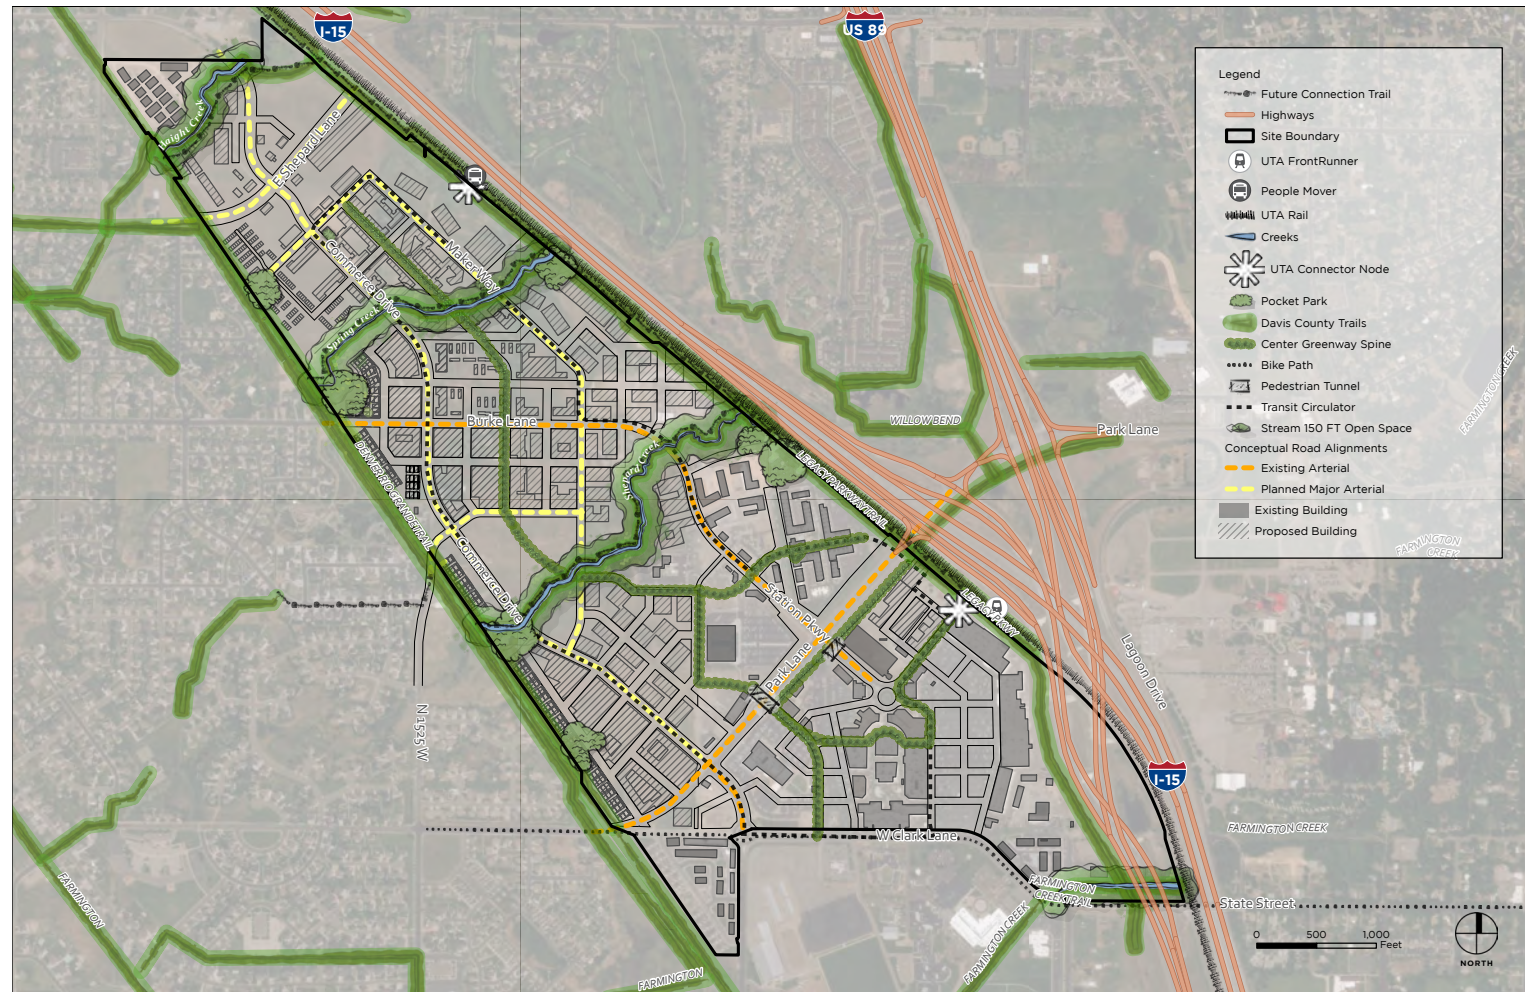 I-15
US 89
Legend
Future Connection Trail
Highways
Site Boundary
UTA FrontRunner
People Mover
UTA Rail
Creeks
UTA Connector Node
Pocket Park
Davis County Trails
Center Greenway Spine
Bike Path
Pedestrian Tunnel
Transit Circulator
Stream 150 FT Open Space
Conceptual Road Alignments
Existing Arterial
Planned Major Arterial
Existing Building
Proposed Building
Haight Creek
E Shepard Lane
Commerce Drive
Maker Way
Spring Creek
Burke Lane
WILLOW BEND
Park Lane
FARMINGTON CREEK
DENVER RIO GRANDE TRAIL
Shepard Creek
LEGACY PARKWAY TRAIL
FARMINGTON
CREEK
Commerce Drive
Station Pkwy
LEGACY PKWY
Park Lane
Lagoon Drive
N 1525 W
I-15
W Clark Lane
FARMINGTON CREEK
FARMINGTON
CREEK TRAIL
State Street
FARMINGTON
FARMINGTON CREEK
FARMINGTON
0 500 1,000
Feet
NORTH